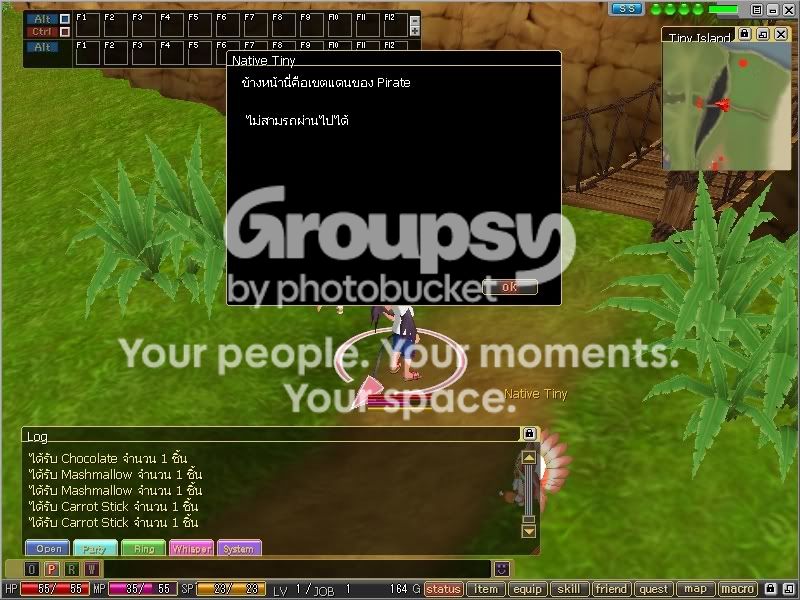 Alt F1 F2 F3 F4 F5 F6 F7 F8 F9 F10 F11 F12
Ctrl
Alt F1 F2 F3 F4 F5 F6 F7 F8 F9 F10 F11 F12
SS
Tiny Island
Native Tiny
ข้างหน้านี่คือเขตแดนของ Pirate
ไม่สามรถผ่านไปได้
ok
Groupsy
by photobucket
Your people. Your moments.
Your space.
Native Tiny
Log
ได้รับ Chocolate จำนวน 1 ชิ้น
ได้รับ Mashmallow จำนวน 1 ชิ้น
ได้รับ Mashmallow จำนวน 1 ชิ้น
ได้รับ Carrot Stick จำนวน 1 ชิ้น
ได้รับ Carrot Stick จำนวน 1 ชิ้น
Open Party Ring Whisper System
O P R W
HP 55/ 55 MP 35/ 55 SP 23/ 23 LV 1 / JOB 1 164 G status item equip skill friend quest map macro